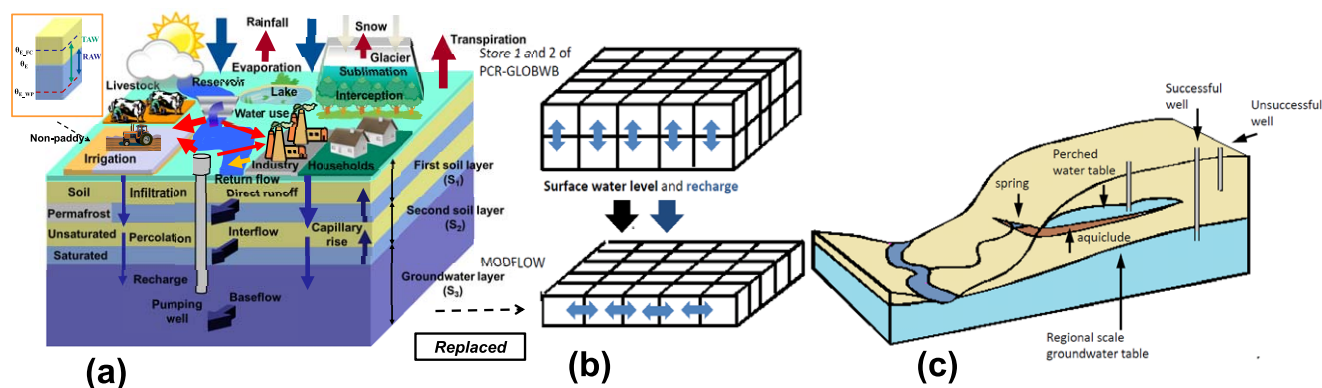 θE_FC
θE
θE_WP
TAW
RAW
Rainfall
Snow
Glacier
Transpiration
Evaporation
Sublimation
Reservoir
Lake
Interception
Livestock
Water use
Non-paddy
Irrigation
Industry
Households
Return flow
Soil
Infiltration
Direct runoff
First soil layer
(S1)
Permafrost
Unsaturated
Percolation
Interflow
Capillary
rise
Second soil layer
(S2)
Saturated
Recharge
Groundwater layer
(S3)
Pumping
well
Baseflow
Replaced
(a)
Store 1 and 2 of
PCR-GLOBWB
Surface water level and recharge
MODFLOW
(b)
Successful
well
Unsuccessful
well
Perched
water table
spring
aquiclude
Regional scale
groundwater table
(c)